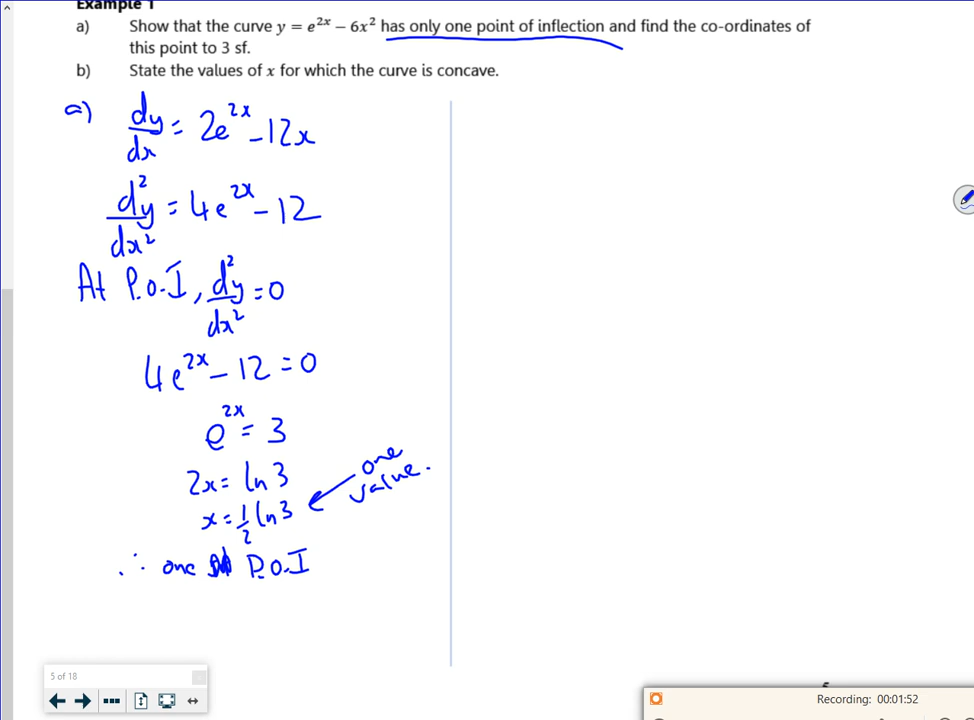 Example 1
a) Show that the curve y = e^{2x} − 6x² has only one point of inflection and find the co-ordinates of
this point to 3 sf.
b) State the values of x for which the curve is concave.
a) dy/dx = 2e^{2x} − 12x
d²y/dx² = 4e^{2x} − 12
At P.o.I, d²y/dx² = 0
4e^{2x} − 12 = 0
e^{2x} = 3
2x = ln 3
x = 1/2 ln 3
one
value.
∴ one P.O.I
5 of 18
Recording: 00:01:52